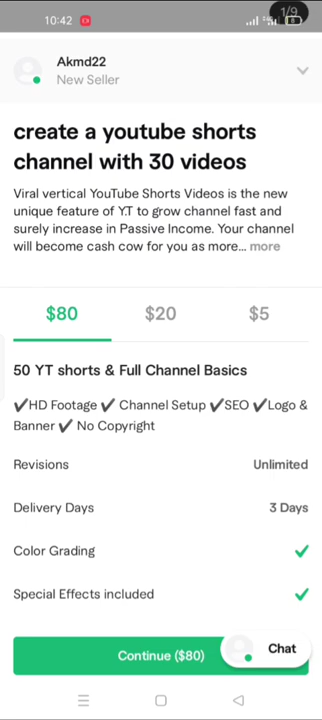 10:42
1/9
Akmd22
New Seller
create a youtube shorts
channel with 30 videos
Viral vertical YouTube Shorts Videos is the new
unique feature of Y.T to grow channel fast and
surely increase in Passive Income. Your channel
will become cash cow for you as more... more
$80 $20 $5
50 YT shorts & Full Channel Basics
✔HD Footage ✔ Channel Setup ✔SEO ✔Logo &
Banner ✔ No Copyright
Revisions Unlimited
Delivery Days 3 Days
Color Grading ✓
Special Effects included ✓
Continue ($80)
Chat